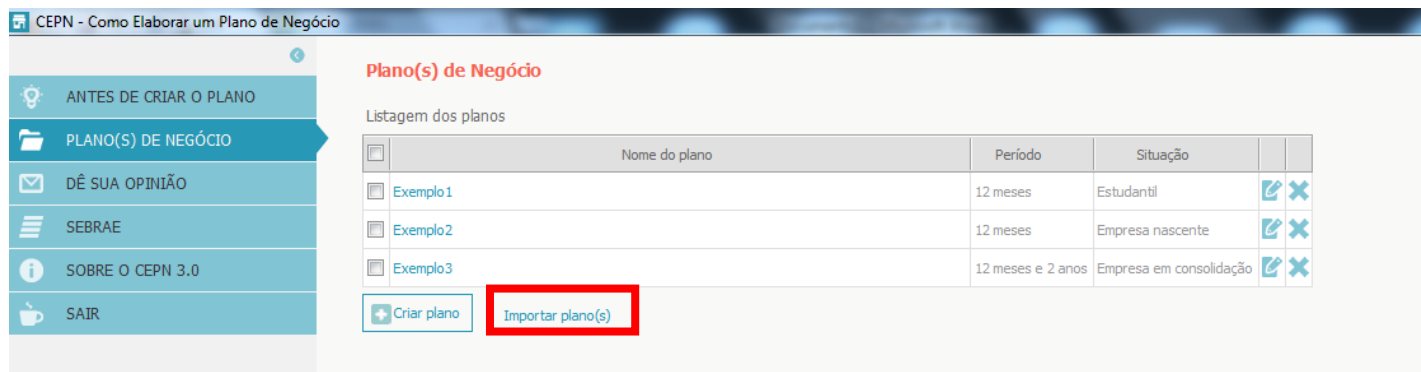 CEPN - Como Elaborar um Plano de Negócio
ANTES DE CRIAR O PLANO
PLANO(S) DE NEGÓCIO
DÊ SUA OPINIÃO
SEBRAE
SOBRE O CEPN 3.0
SAIR
Plano(s) de Negócio
Listagem dos planos
Nome do plano Período Situação
Exemplo1 12 meses Estudantil
Exemplo2 12 meses Empresa nascente
Exemplo3 12 meses e 2 anos Empresa em consolidação
Criar plano Importar plano(s)